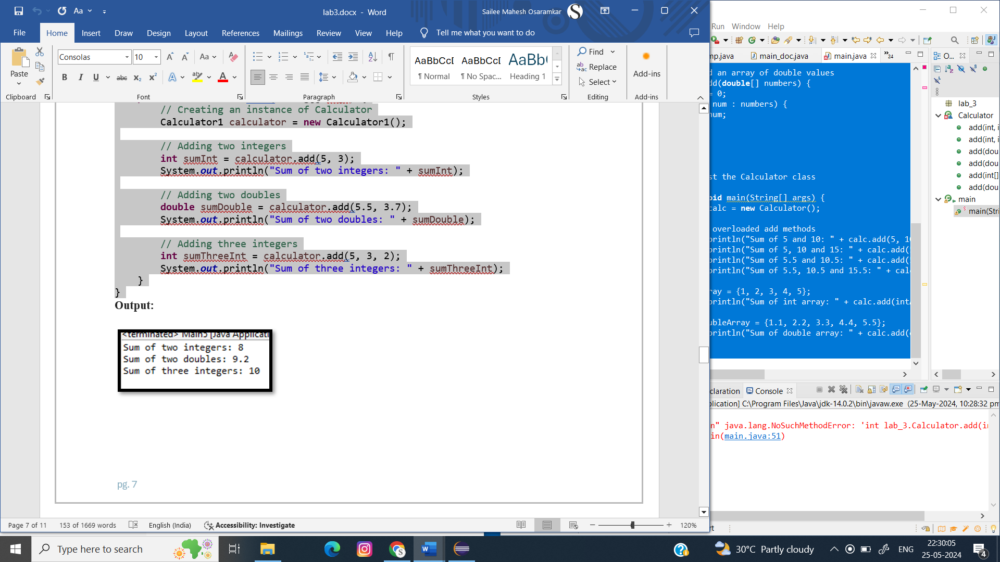 Aa
lab3.docx - Word
Sailee Mahesh Osaramkar
File
Home
Insert
Draw
Design
Layout
References
Mailings
Review
View
Help
Tell me what you want to do
Paste
Clipboard
Consolas
10
Aa
B I U abc x₂ x²
Font
Paragraph
AaBbCcD AaBbCcD AaBb(
¶ Normal ¶ No Spac... Heading 1
Styles
Find
Replace
Select
Editing
Add-ins
Add-ins
// Creating an instance of Calculator
Calculator1 calculator = new Calculator1();
// Adding two integers
int sumInt = calculator.add(5, 3);
System.out.println("Sum of two integers: " + sumInt);
// Adding two doubles
double sumDouble = calculator.add(5.5, 3.7);
System.out.println("Sum of two doubles: " + sumDouble);
// Adding three integers
int sumThreeInt = calculator.add(5, 3, 2);
System.out.println("Sum of three integers: " + sumThreeInt);
}
}
Output:
<terminated> Main5 [Java Applicati
Sum of two integers: 8
Sum of two doubles: 9.2
Sum of three integers: 10
pg. 7
Page 7 of 11
153 of 1669 words
English (India)
Accessibility: Investigate
120%
Run Window Help
mp.java
main_doc.java
main.java
»24
O...
d an array of double values
dd(double[] numbers) {
= 0;
num : numbers) {
num;
st the Calculator class
oid main(String[] args) {
calc = new Calculator();
overloaded add methods
println("Sum of 5 and 10: " + calc.add(5, 10
println("Sum of 5, 10 and 15: " + calc.add(
println("Sum of 5.5 and 10.5: " + calc.add(
println("Sum of 5.5, 10.5 and 15.5: " + cal
ray = {1, 2, 3, 4, 5};
println("Sum of int array: " + calc.add(int
ubleArray = {1.1, 2.2, 3.3, 4.4, 5.5};
println("Sum of double array: " + calc.add(
lab_3
Calculator
add(int, i
add(int, i
add(dou
add(dou
add(int[]
add(dou
main
main(Stri
claration
Console
plication] C:\Program Files\Java\jdk-14.0.2\bin\javaw.exe (25-May-2024, 10:28:32 pm
n" java.lang.NoSuchMethodError: 'int lab_3.Calculator.add(in
in(main.java:51)
rt
Type here to search
30°C Partly cloudy
ENG
22:30:05
25-05-2024
4